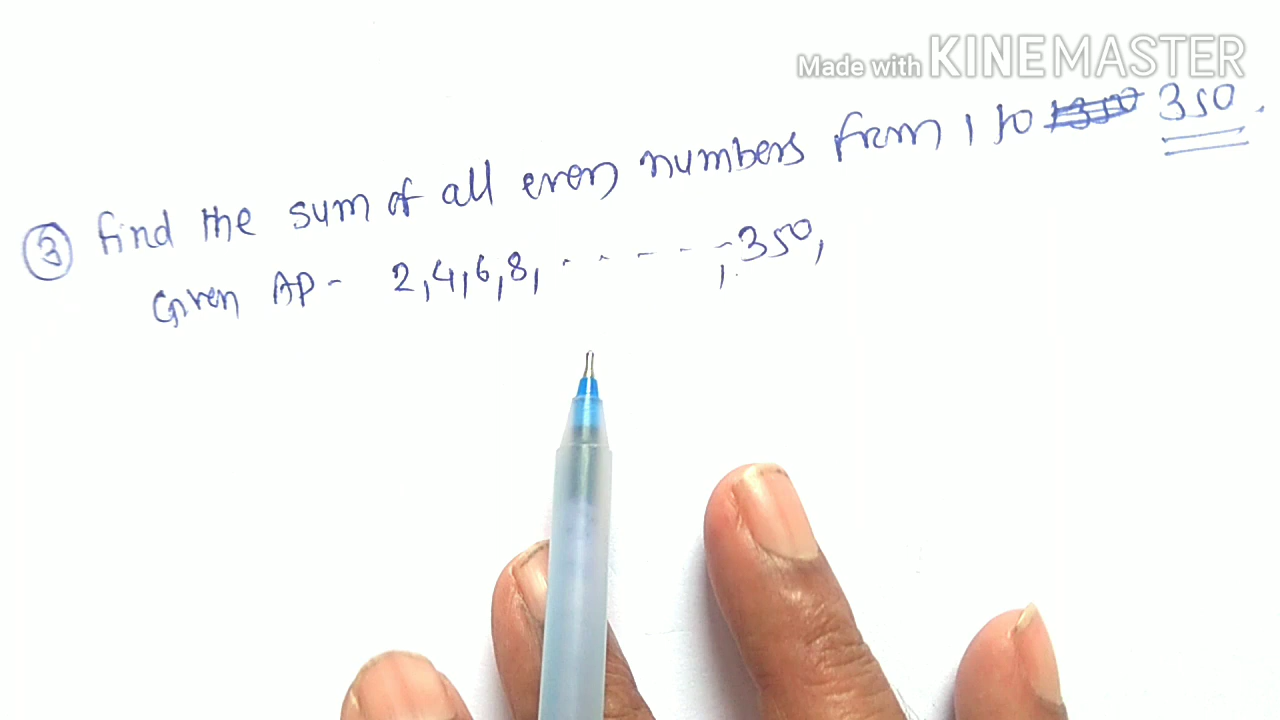 Made with KINEMASTER
③ find the sum of all even numbers from 1 to 350.
Given AP - 2,4,6,8, . . . . . ,350,